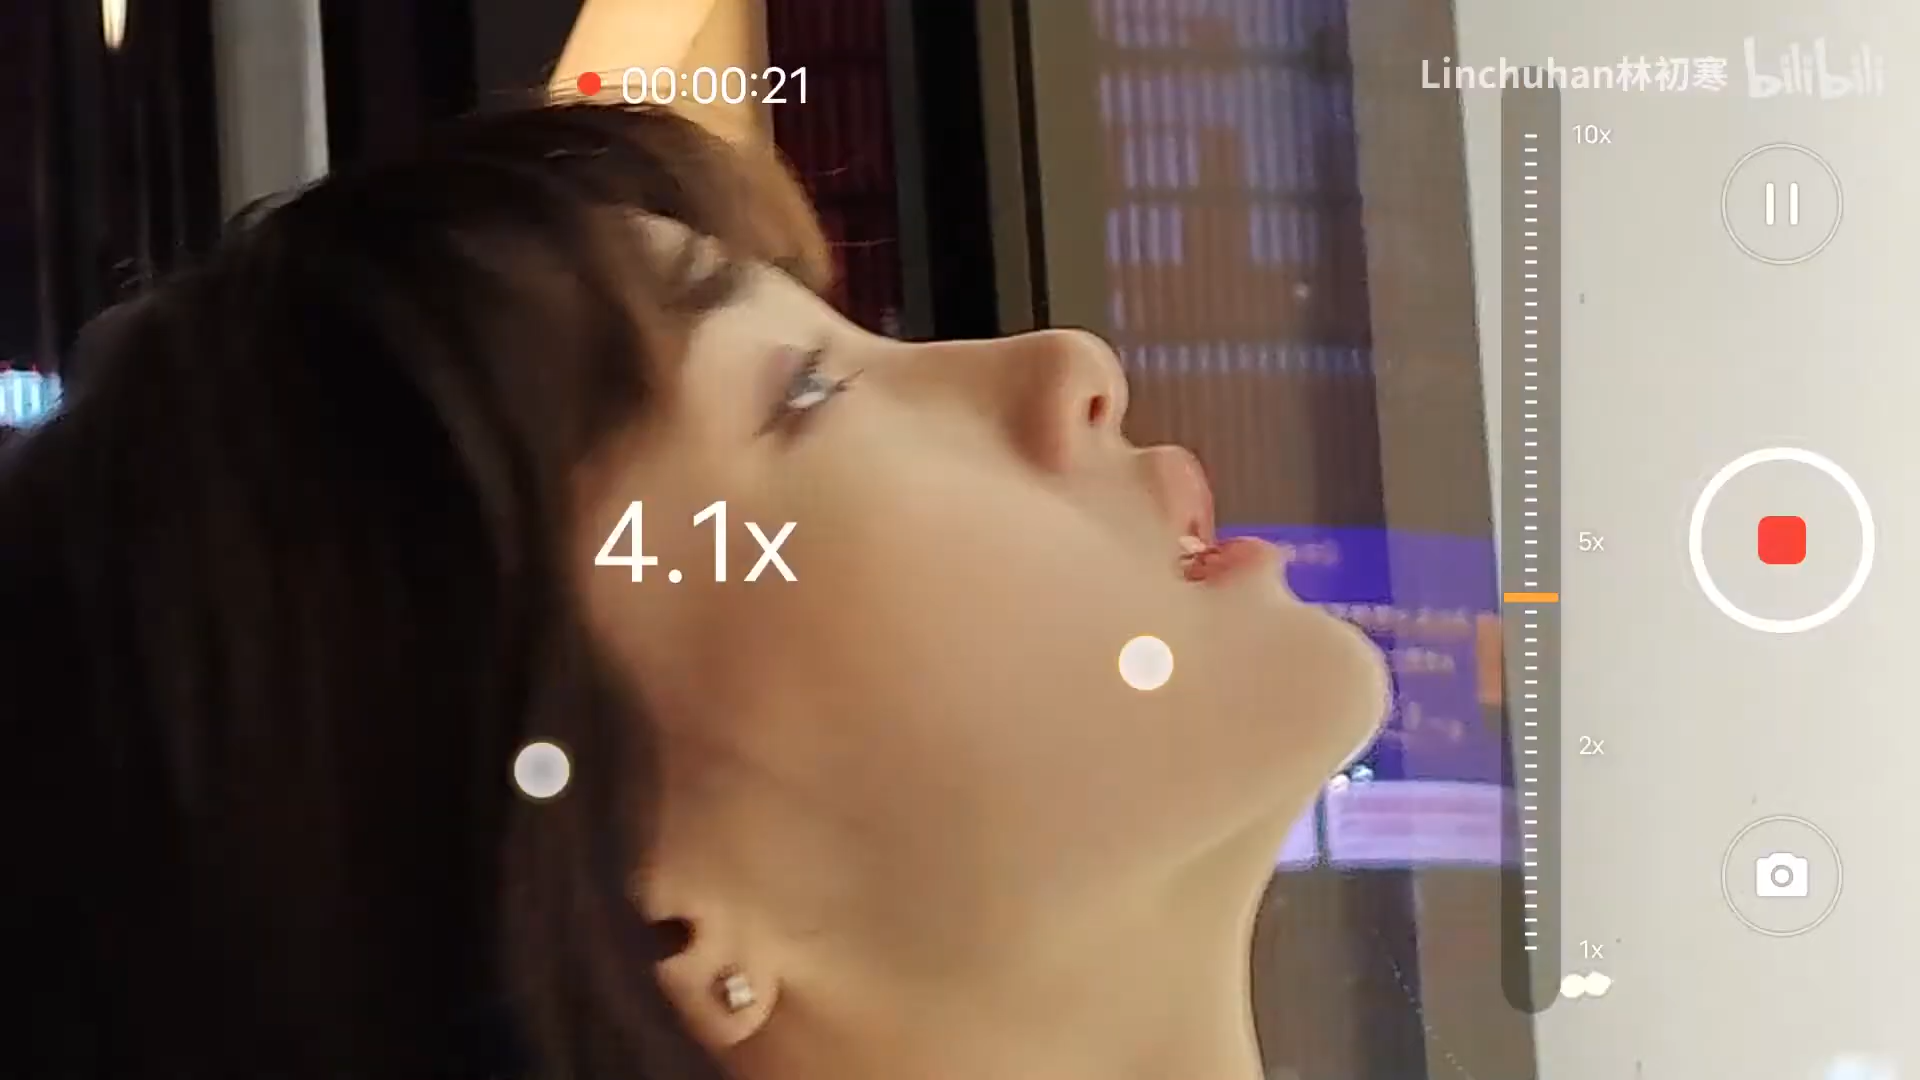 00:00:21
Linchuhan林初寒 bilibili
10x
4.1x
5x
2x
1x